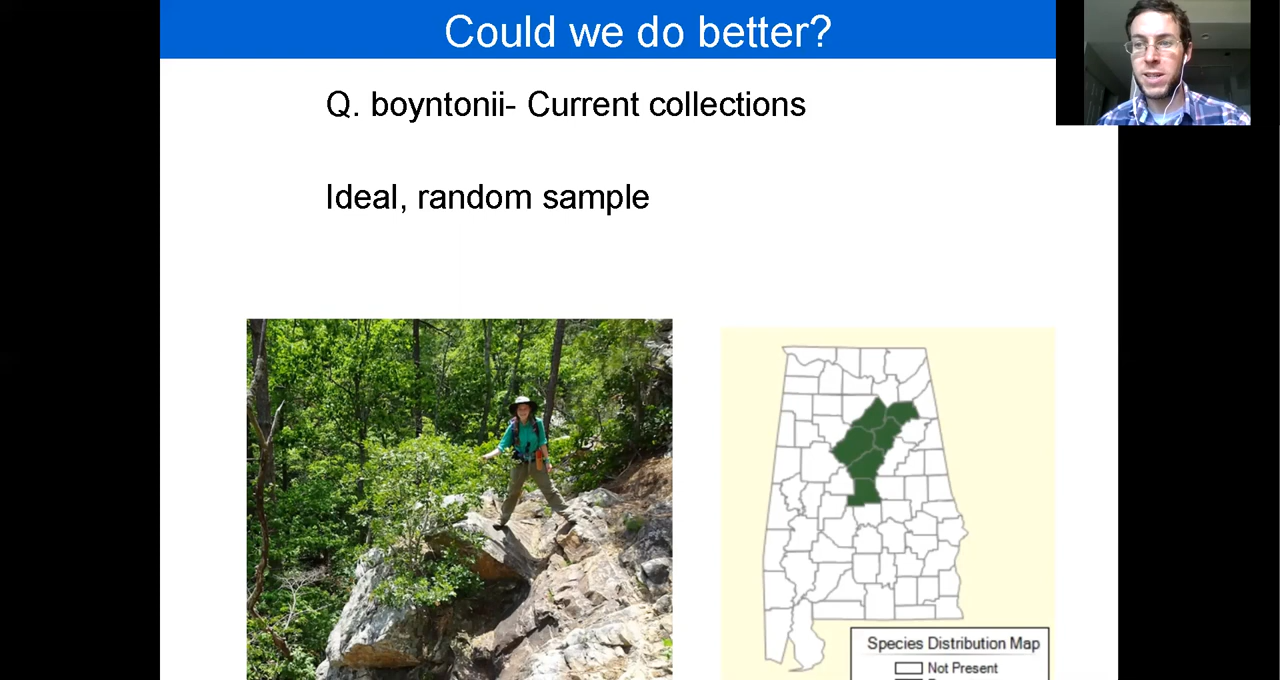 Could we do better?
Q. boyntonii- Current collections
Ideal, random sample
Species Distribution Map
Not Present